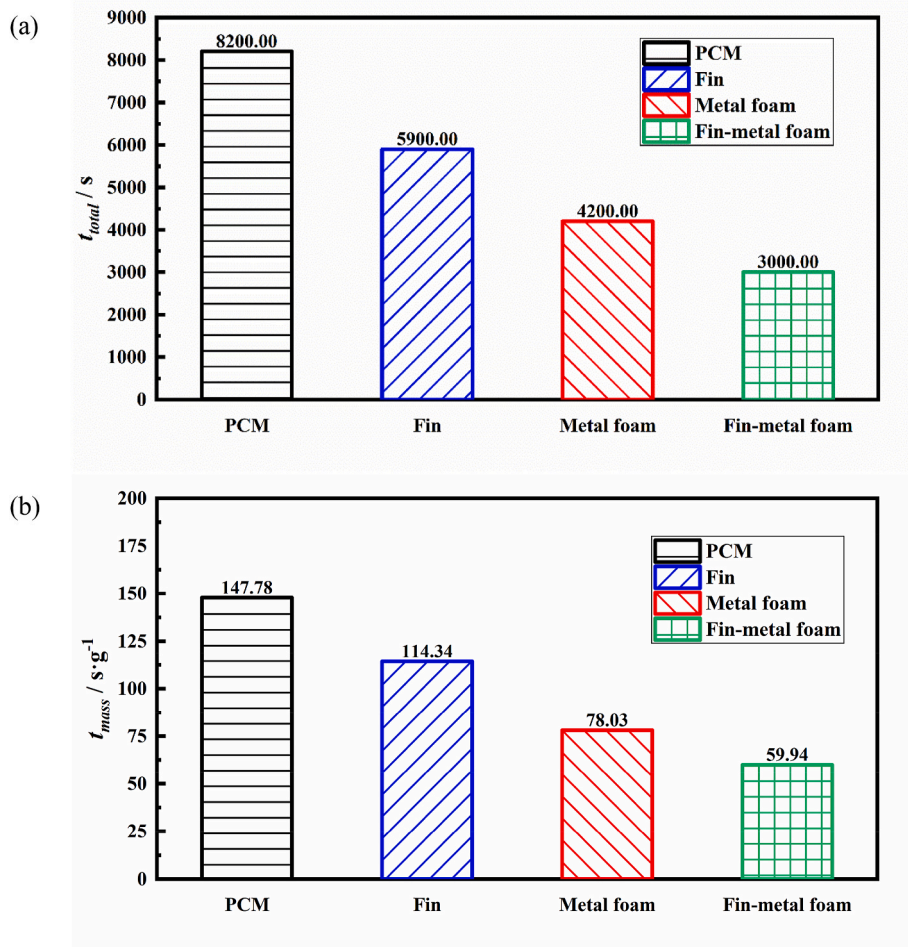 (a)
9000
8000
7000
6000
5000
4000
3000
2000
1000
0
t_total / s
8200.00
5900.00
4200.00
3000.00
PCM
Fin
Metal foam
Fin-metal foam
PCM Fin Metal foam Fin-metal foam
(b)
200
175
150
125
100
75
50
25
0
t_mass / s·g⁻¹
147.78
114.34
78.03
59.94
PCM
Fin
Metal foam
Fin-metal foam
PCM Fin Metal foam Fin-metal foam